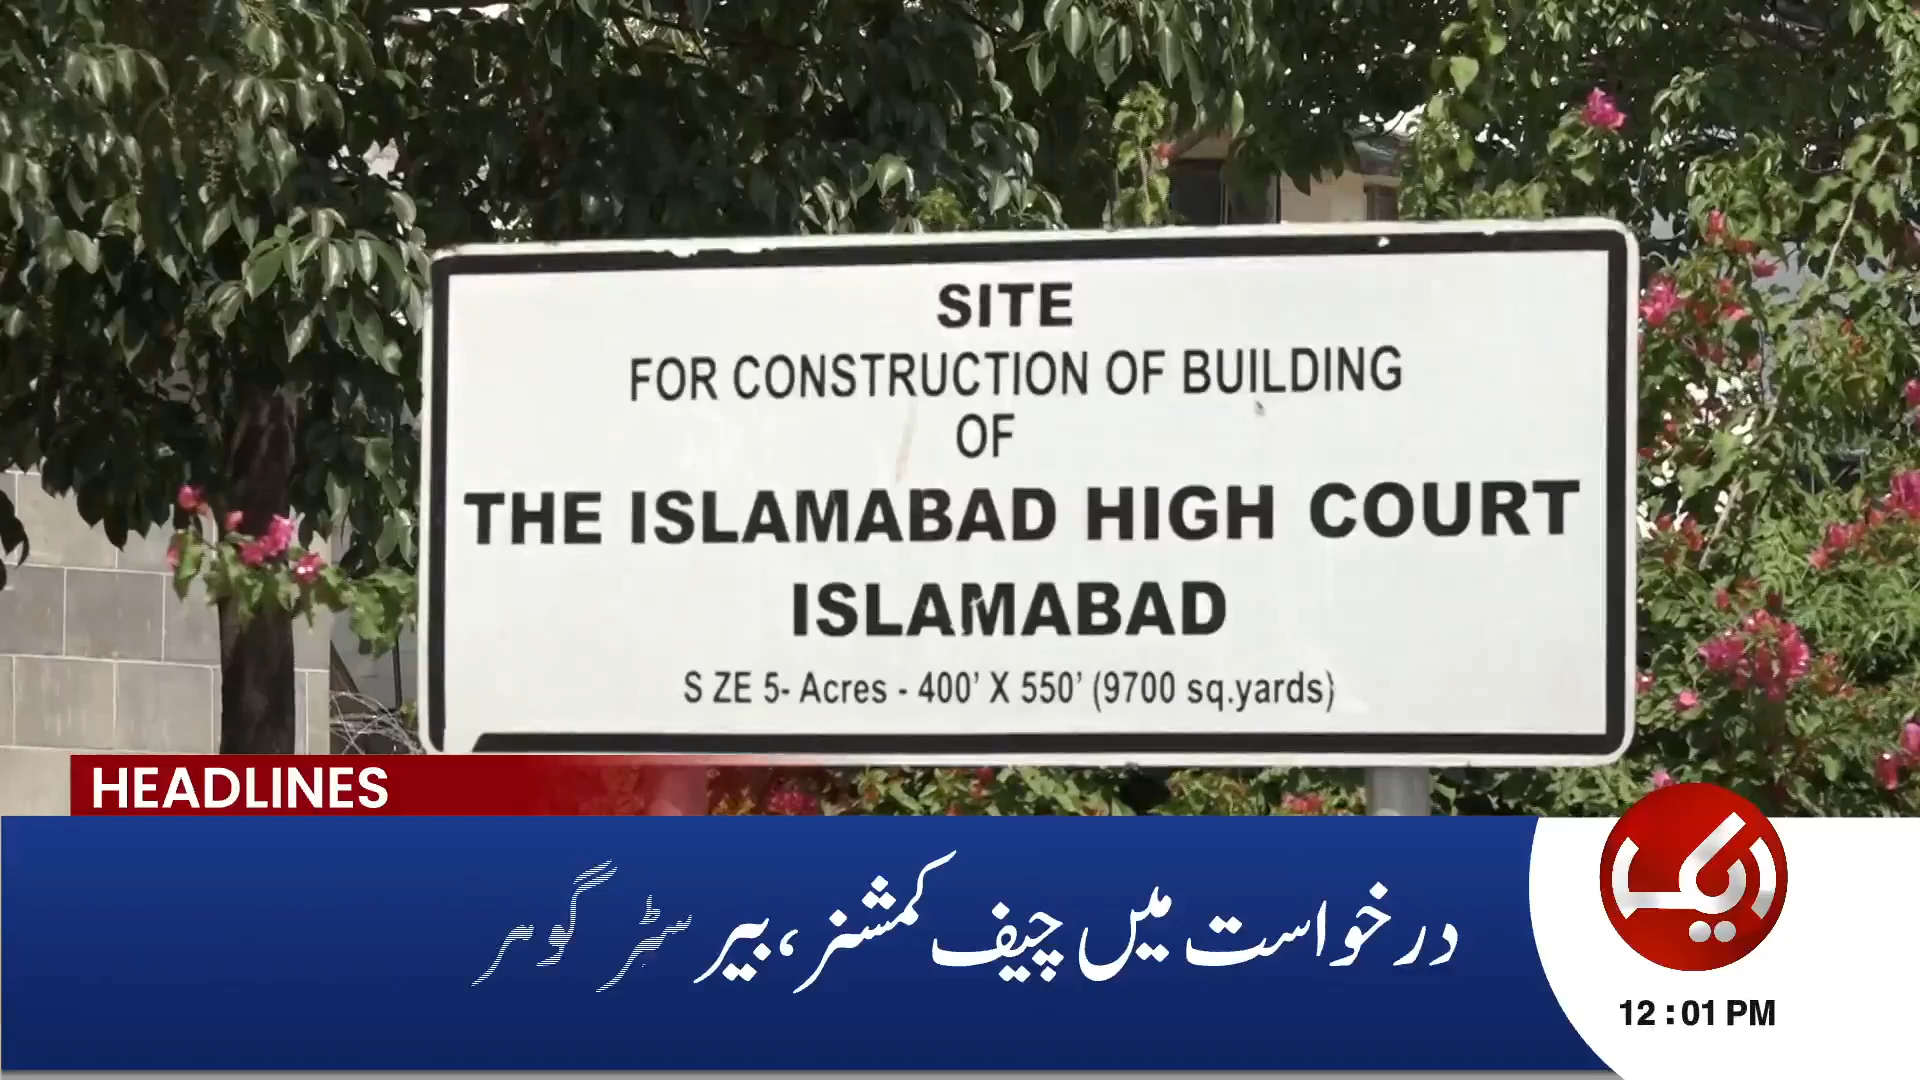 SITE
FOR CONSTRUCTION OF BUILDING
OF
THE ISLAMABAD HIGH COURT
ISLAMABAD
S ZE 5- Acres - 400' X 550' (9700 sq.yards)
HEADLINES
درخواست میں چیف کمشنر، بیرسٹر گوہر
12:01 PM